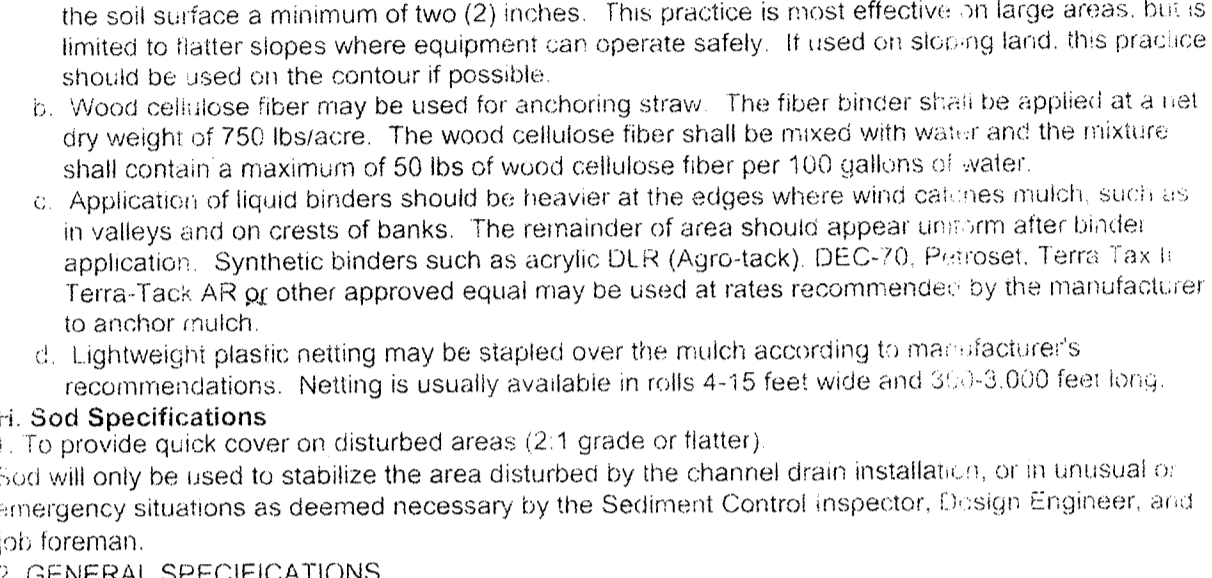 the soil surface a minimum of two (2) inches. This practice is most effective on large areas, but is
limited to flatter slopes where equipment can operate safely. If used on sloping land, this practice
should be used on the contour if possible.
b. Wood cellulose fiber may be used for anchoring straw. The fiber binder shall be applied at a net
dry weight of 750 lbs/acre. The wood cellulose fiber shall be mixed with water and the mixture
shall contain a maximum of 50 lbs of wood cellulose fiber per 100 gallons of water.
c. Application of liquid binders should be heavier at the edges where wind catches mulch, such as
in valleys and on crests of banks. The remainder of area should appear uniform after binder
application. Synthetic binders such as acrylic DLR (Agro-tack). DEC-70, Petroset, Terra Tax II
Terra-Tack AR or other approved equal may be used at rates recommended by the manufacturer
to anchor mulch.
d. Lightweight plastic netting may be stapled over the mulch according to manufacturer's
recommendations. Netting is usually available in rolls 4-15 feet wide and 300-3,000 feet long.
H. Sod Specifications
1. To provide quick cover on disturbed areas (2:1 grade or flatter).
Sod will only be used to stabilize the area disturbed by the channel drain installation, or in unusual or
emergency situations as deemed necessary by the Sediment Control inspector, Design Engineer, and
job foreman.
2. GENERAL SPECIFICATIONS